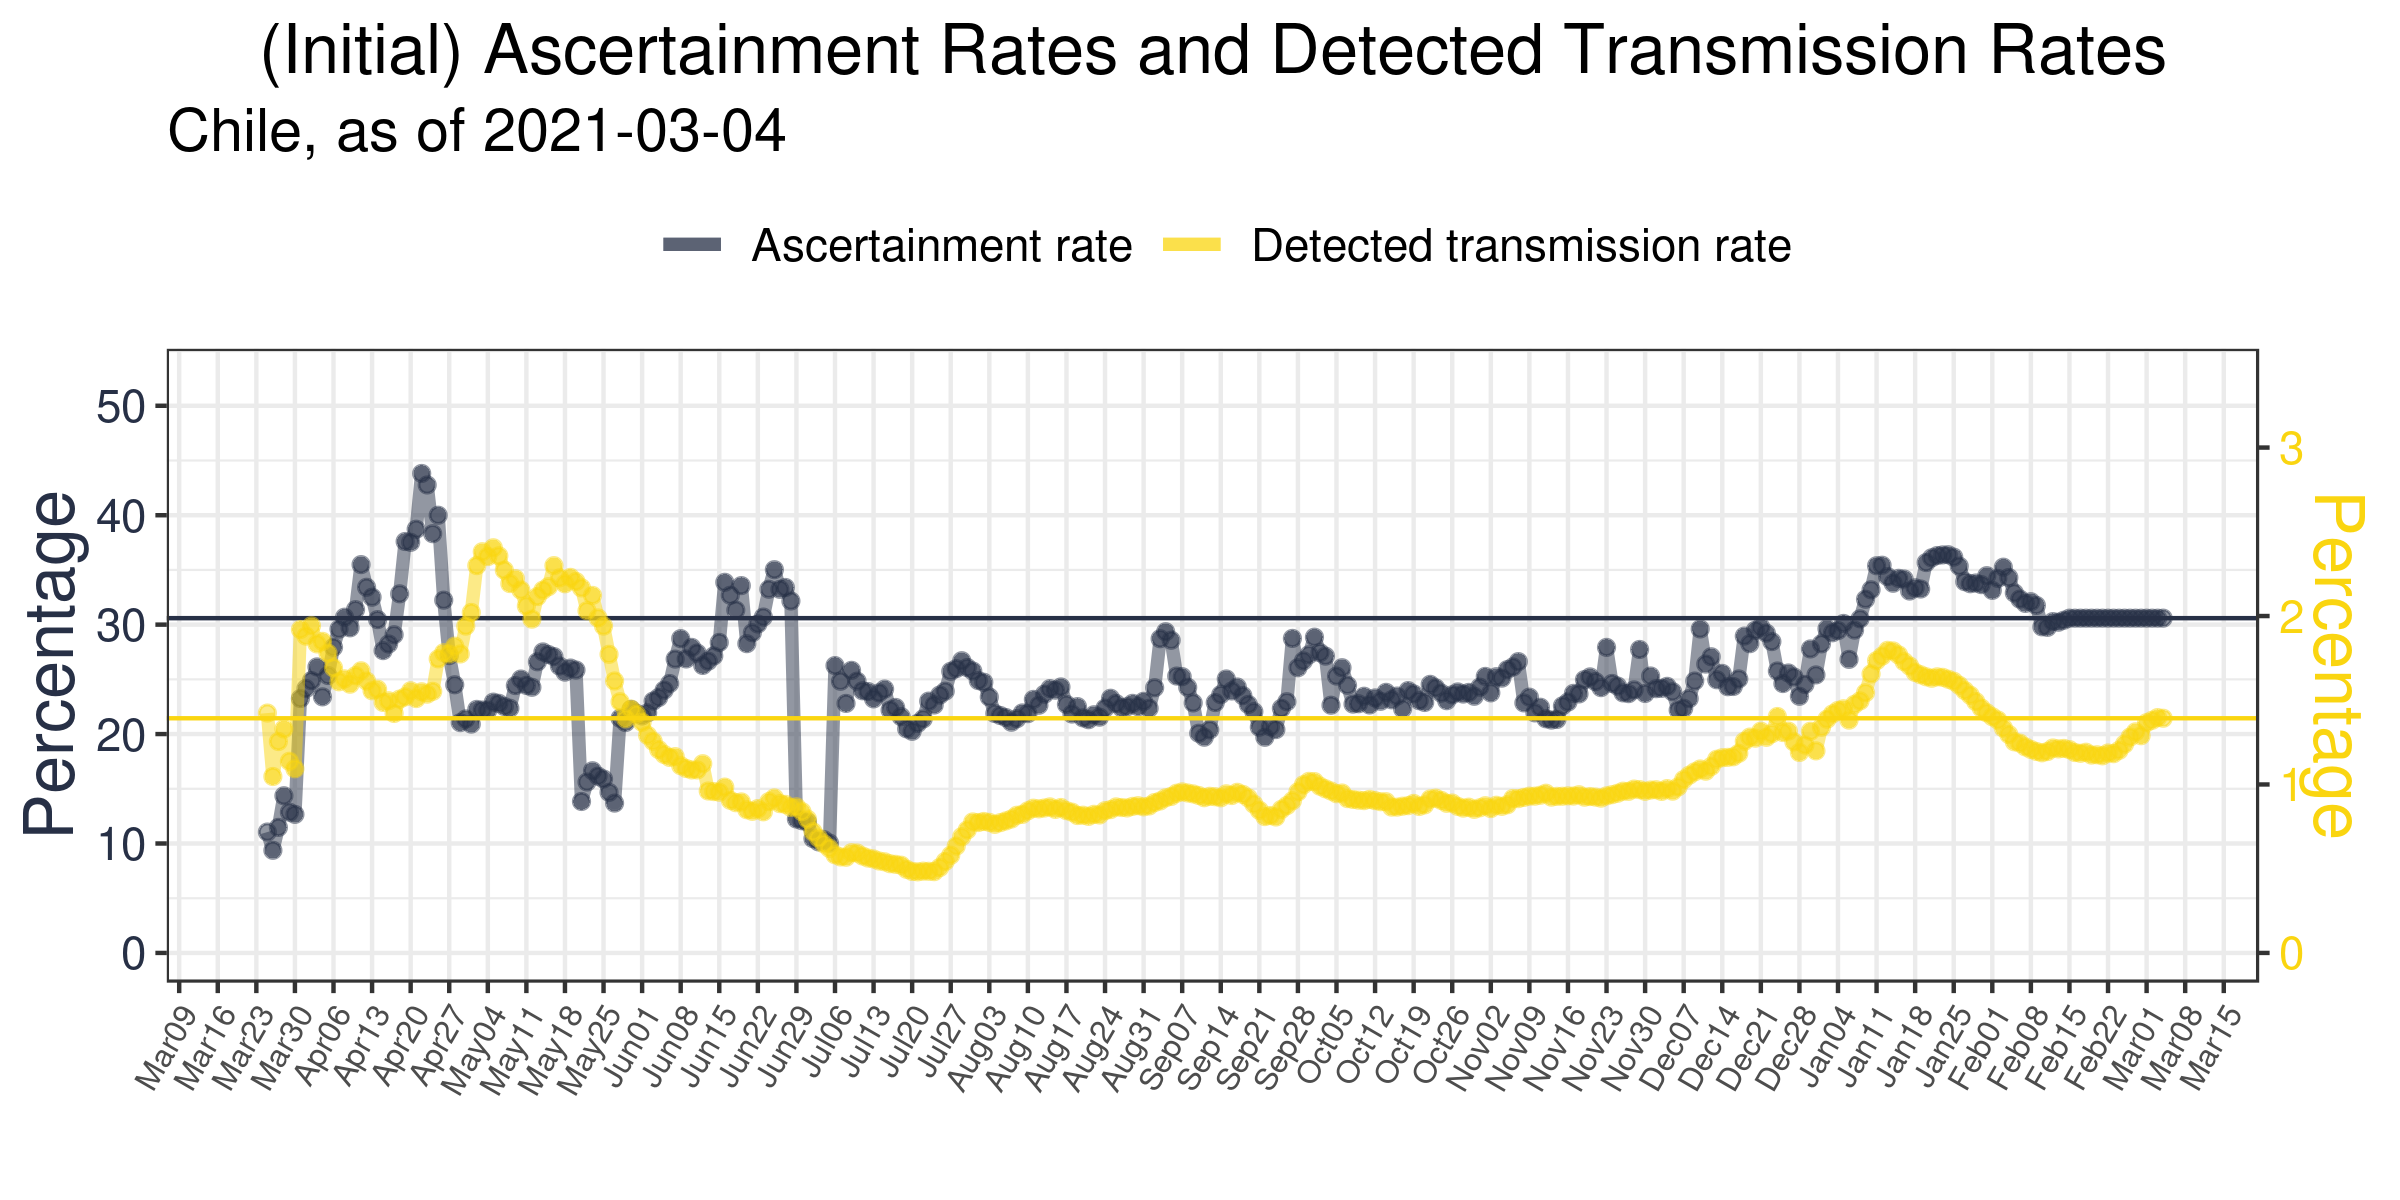 (Initial) Ascertainment Rates and Detected Transmission Rates
Chile, as of 2021-03-04
Ascertainment rate
Detected transmission rate
Percentage
50
40
30
20
10
0
3
2
1
0
Percentage
Mar09
Mar16
Mar23
Mar30
Apr06
Apr13
Apr20
Apr27
May04
May11
May18
May25
Jun01
Jun08
Jun15
Jun22
Jun29
Jul06
Jul13
Jul20
Jul27
Aug03
Aug10
Aug17
Aug24
Aug31
Sep07
Sep14
Sep21
Sep28
Oct05
Oct12
Oct19
Oct26
Nov02
Nov09
Nov16
Nov23
Nov30
Dec07
Dec14
Dec21
Dec28
Jan04
Jan11
Jan18
Jan25
Feb01
Feb08
Feb15
Feb22
Mar01
Mar08
Mar15